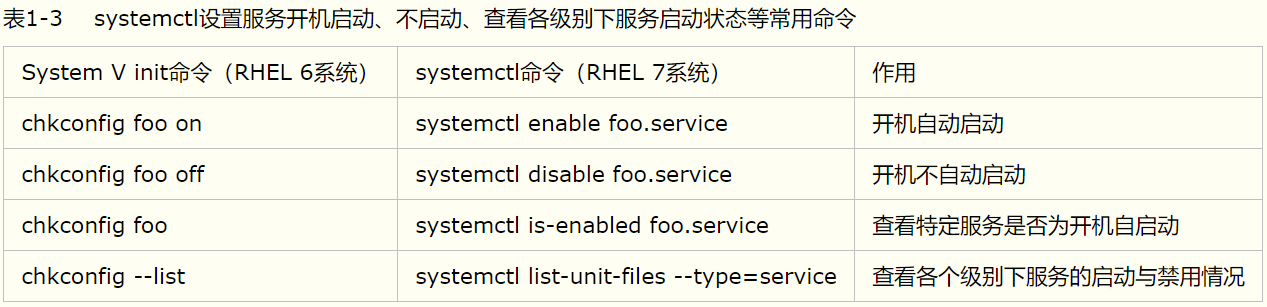 表1-3 systemctl设置服务开机启动、不启动、查看各级别下服务启动状态等常用命令
System V init命令（RHEL 6系统） systemctl命令（RHEL 7系统） 作用
chkconfig foo on systemctl enable foo.service 开机自动启动
chkconfig foo off systemctl disable foo.service 开机不自动启动
chkconfig foo systemctl is-enabled foo.service 查看特定服务是否为开机自启动
chkconfig --list systemctl list-unit-files --type=service 查看各个级别下服务的启动与禁用情况